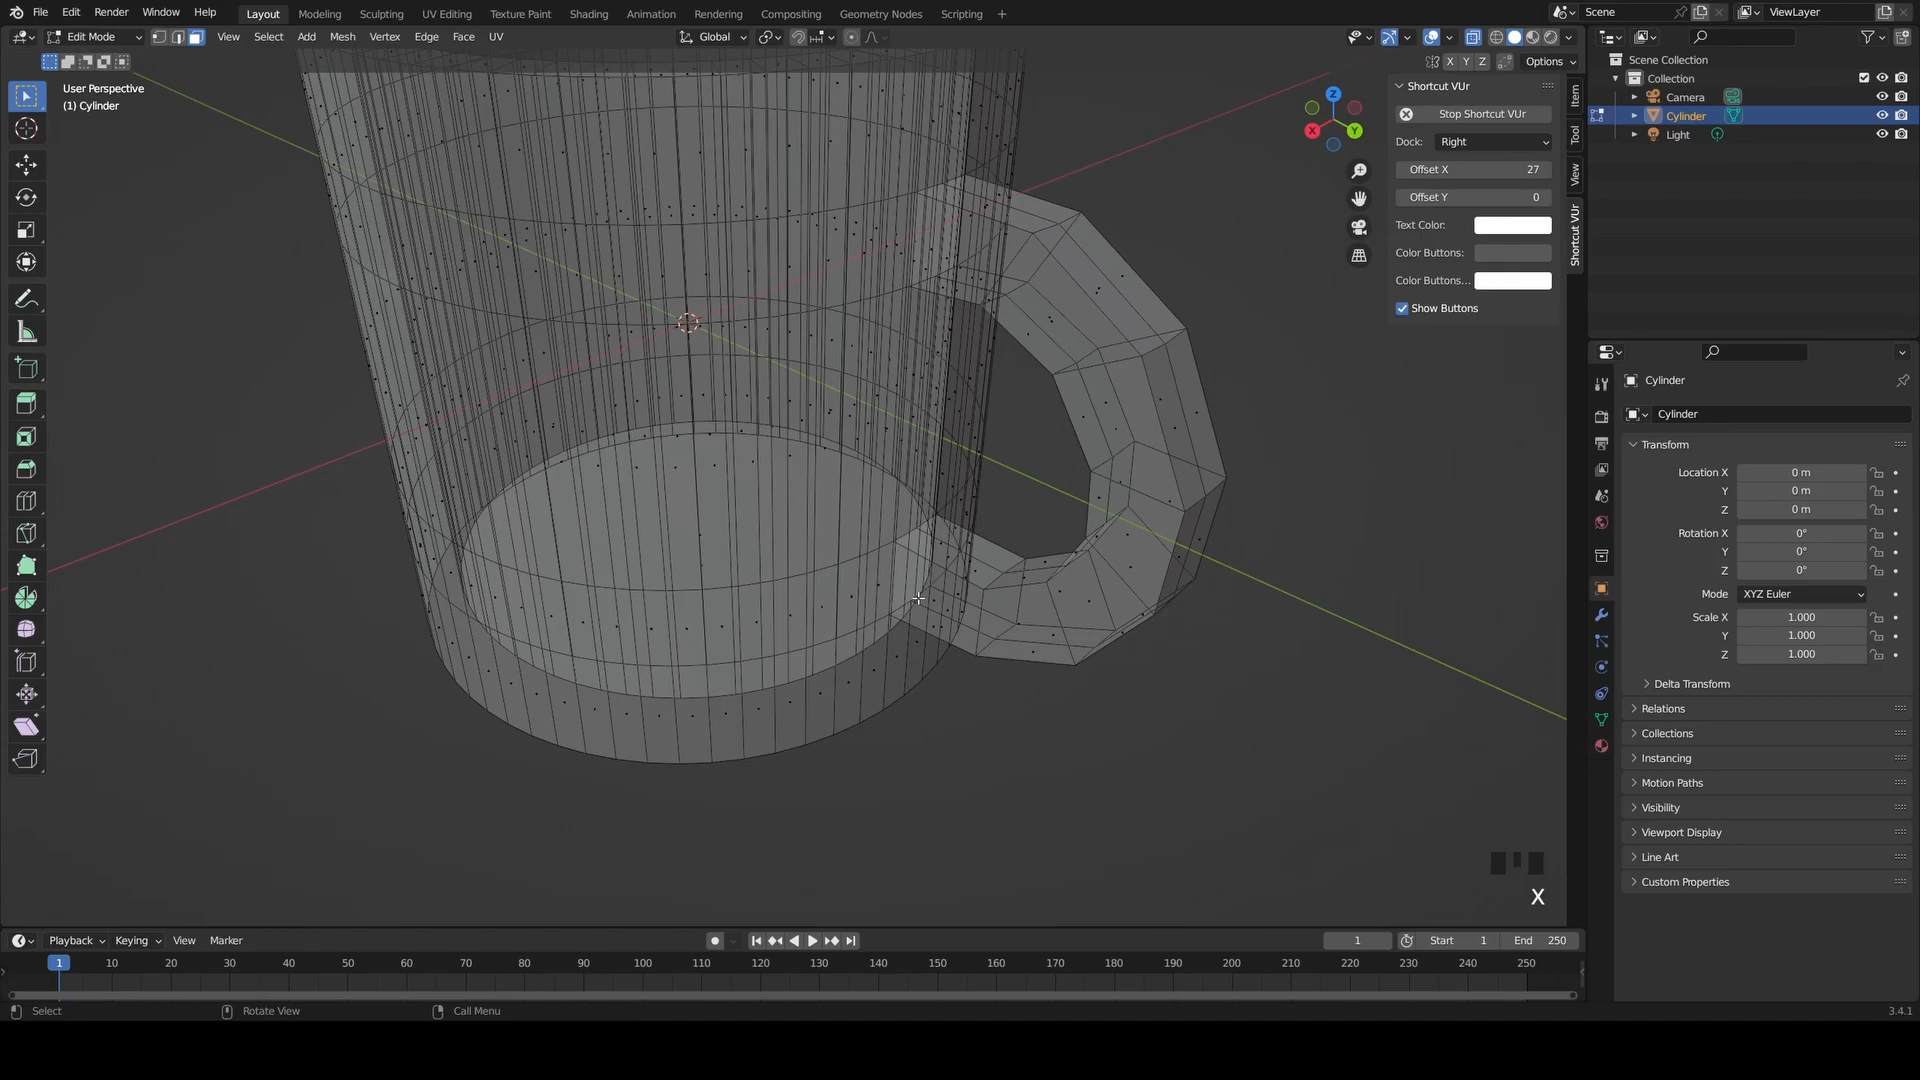 File Edit Render Window Help Layout Modeling Sculpting UV Editing Texture Paint Shading Animation Rendering Compositing Geometry Nodes Scripting + Scene ViewLayer
Edit Mode View Select Add Mesh Vertex Edge Face UV Global
X Y Z Options
User Perspective
(1) Cylinder
Shortcut VUr
Stop Shortcut VUr
Dock: Right
Offset X 27
Offset Y 0
Text Color:
Color Buttons:
Color Buttons...
Show Buttons
Item
Tool
View
Shortcut VUr
Z
X
Y
Scene Collection
Collection
Camera
Cylinder
Light
Cylinder
Cylinder
Transform
Location X 0 m
Y 0 m
Z 0 m
Rotation X 0°
Y 0°
Z 0°
Mode XYZ Euler
Scale X 1.000
Y 1.000
Z 1.000
Delta Transform
Relations
Collections
Instancing
Motion Paths
Visibility
Viewport Display
Line Art
Custom Properties
X
Playback Keying View Marker 1 Start 1 End 250
1 10 20 30 40 50 60 70 80 90 100 110 120 130 140 150 160 170 180 190 200 210 220 230 240 250
Select Rotate View Call Menu 3.4.1